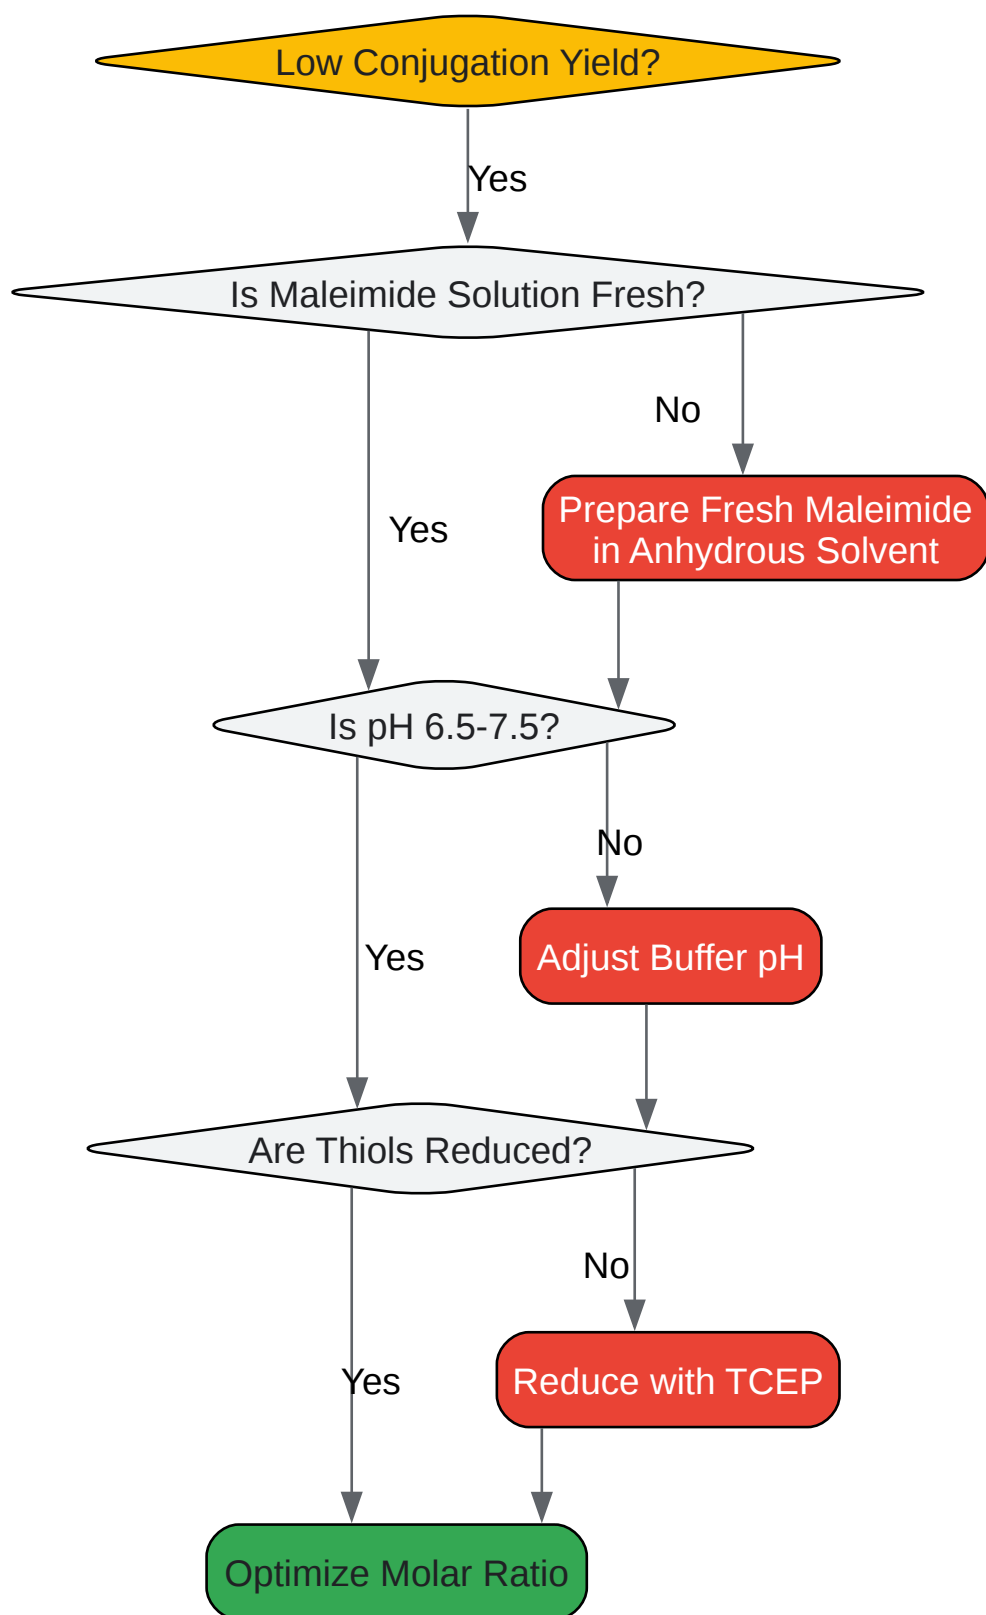 Low Conjugation Yield?
Yes
Is Maleimide Solution Fresh?
No
Prepare Fresh Maleimide
in Anhydrous Solvent
Yes
Is pH 6.5-7.5?
No
Adjust Buffer pH
Yes
Are Thiols Reduced?
No
Reduce with TCEP
Yes
Optimize Molar Ratio